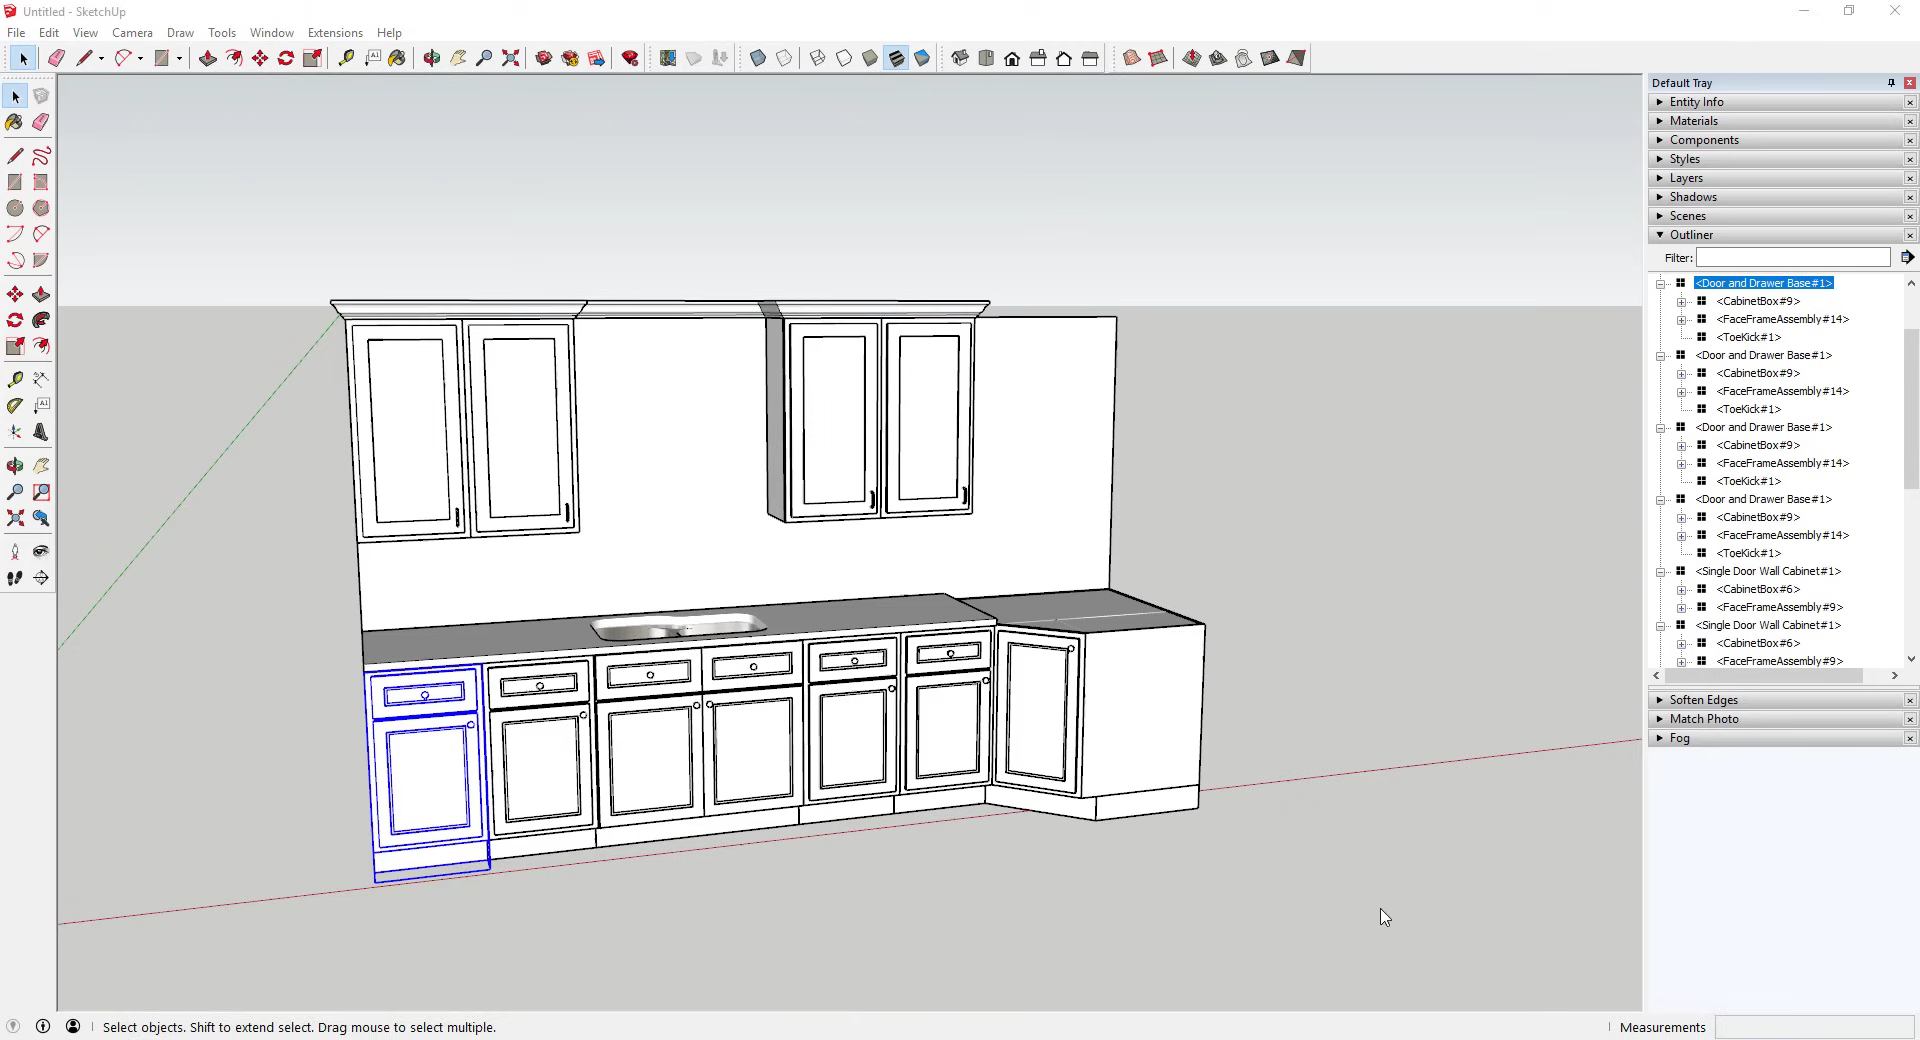 Untitled - SketchUp
File Edit View Camera Draw Tools Window Extensions Help
Default Tray
Entity Info
Materials
Components
Styles
Layers
Shadows
Scenes
Outliner
Filter:
<Door and Drawer Base#1>
<CabinetBox#9>
<FaceFrameAssembly#14>
<ToeKick#1>
<Door and Drawer Base#1>
<CabinetBox#9>
<FaceFrameAssembly#14>
<ToeKick#1>
<Door and Drawer Base#1>
<CabinetBox#9>
<FaceFrameAssembly#14>
<ToeKick#1>
<Door and Drawer Base#1>
<CabinetBox#9>
<FaceFrameAssembly#14>
<ToeKick#1>
<Single Door Wall Cabinet#1>
<CabinetBox#6>
<FaceFrameAssembly#9>
<Single Door Wall Cabinet#1>
<CabinetBox#6>
<FaceFrameAssembly#9>
Soften Edges
Match Photo
Fog
Select objects. Shift to extend select. Drag mouse to select multiple.
Measurements